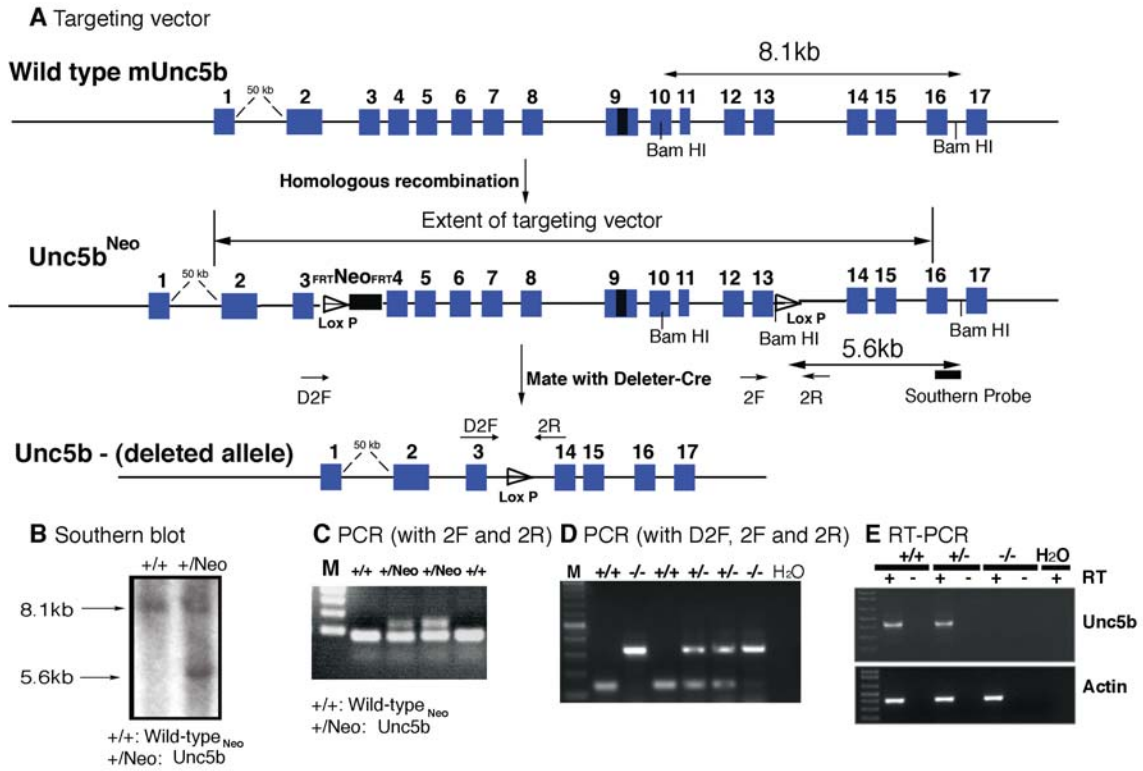 A Targeting vector
8.1kb
Wild type mUnc5b
1 50 kb 2 3 4 5 6 7 8 9 10 11 12 13 14 15 16 17
Bam HI Bam HI
Homologous recombination
Extent of targeting vector
Unc5bNeo
1 50 kb 2 3 FRT Neo FRT 4 5 6 7 8 9 10 11 12 13 14 15 16 17
Lox P Bam HI Bam HI Lox P Bam HI
5.6kb
Mate with Deleter-Cre
D2F 2F 2R Southern Probe
D2F 2R
Unc5b - (deleted allele)
1 50 kb 2 3 14 15 16 17
Lox P
B Southern blot
+/+ +/Neo
8.1kb
5.6kb
+/+: Wild-type
+/Neo: Unc5b Neo
C PCR (with 2F and 2R)
M +/+ +/Neo +/Neo +/+
+/+: Wild-type
+/Neo: Unc5b Neo
D PCR (with D2F, 2F and 2R)
M +/+ -/- +/+ +/- +/- -/- H2O
E RT-PCR
+/+ +/- -/- H2O
+ - + - + - + RT
Unc5b
Actin